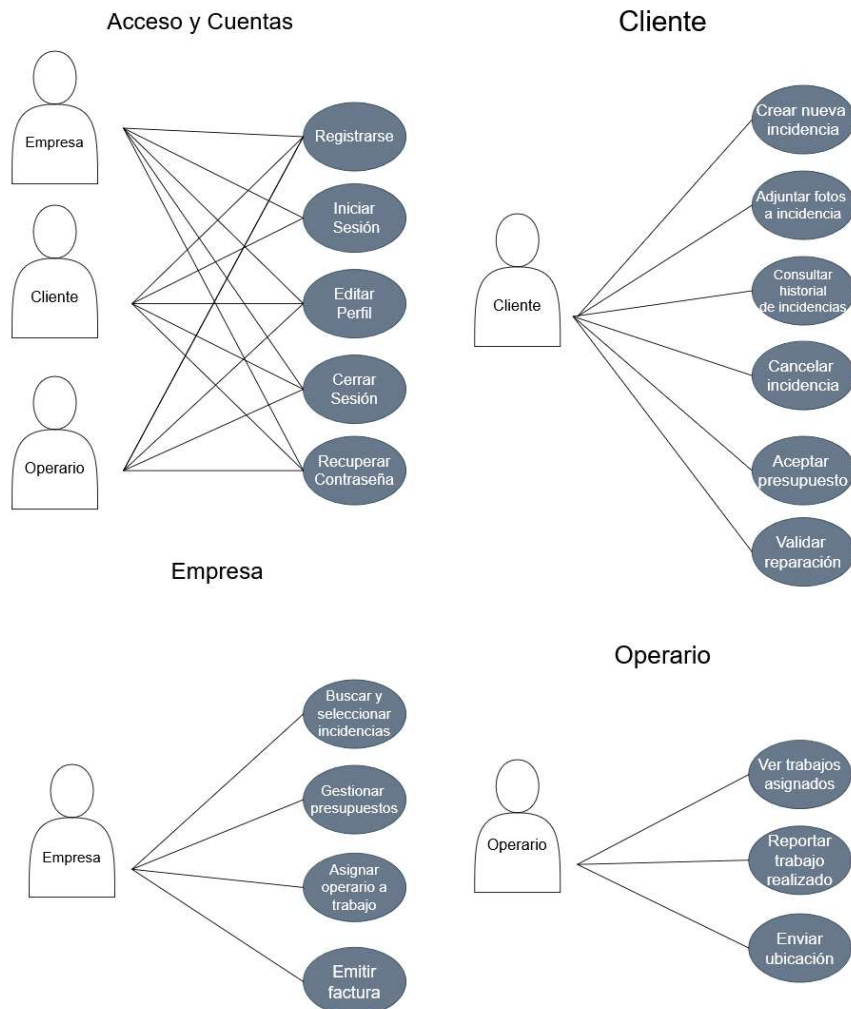 Acceso y Cuentas
Empresa
Cliente
Operario
Registrarse
Iniciar
Sesión
Editar
Perfil
Cerrar
Sesión
Recuperar
Contraseña
Cliente
Cliente
Crear nueva
incidencia
Adjuntar fotos
a incidencia
Consultar
historial
de incidencias
Cancelar
incidencia
Aceptar
presupuesto
Validar
reparación
Empresa
Empresa
Buscar y
seleccionar
incidencias
Gestionar
presupuestos
Asignar
operario a
trabajo
Emitir
factura
Operario
Operario
Ver trabajos
asignados
Reportar
trabajo
realizado
Enviar
ubicación